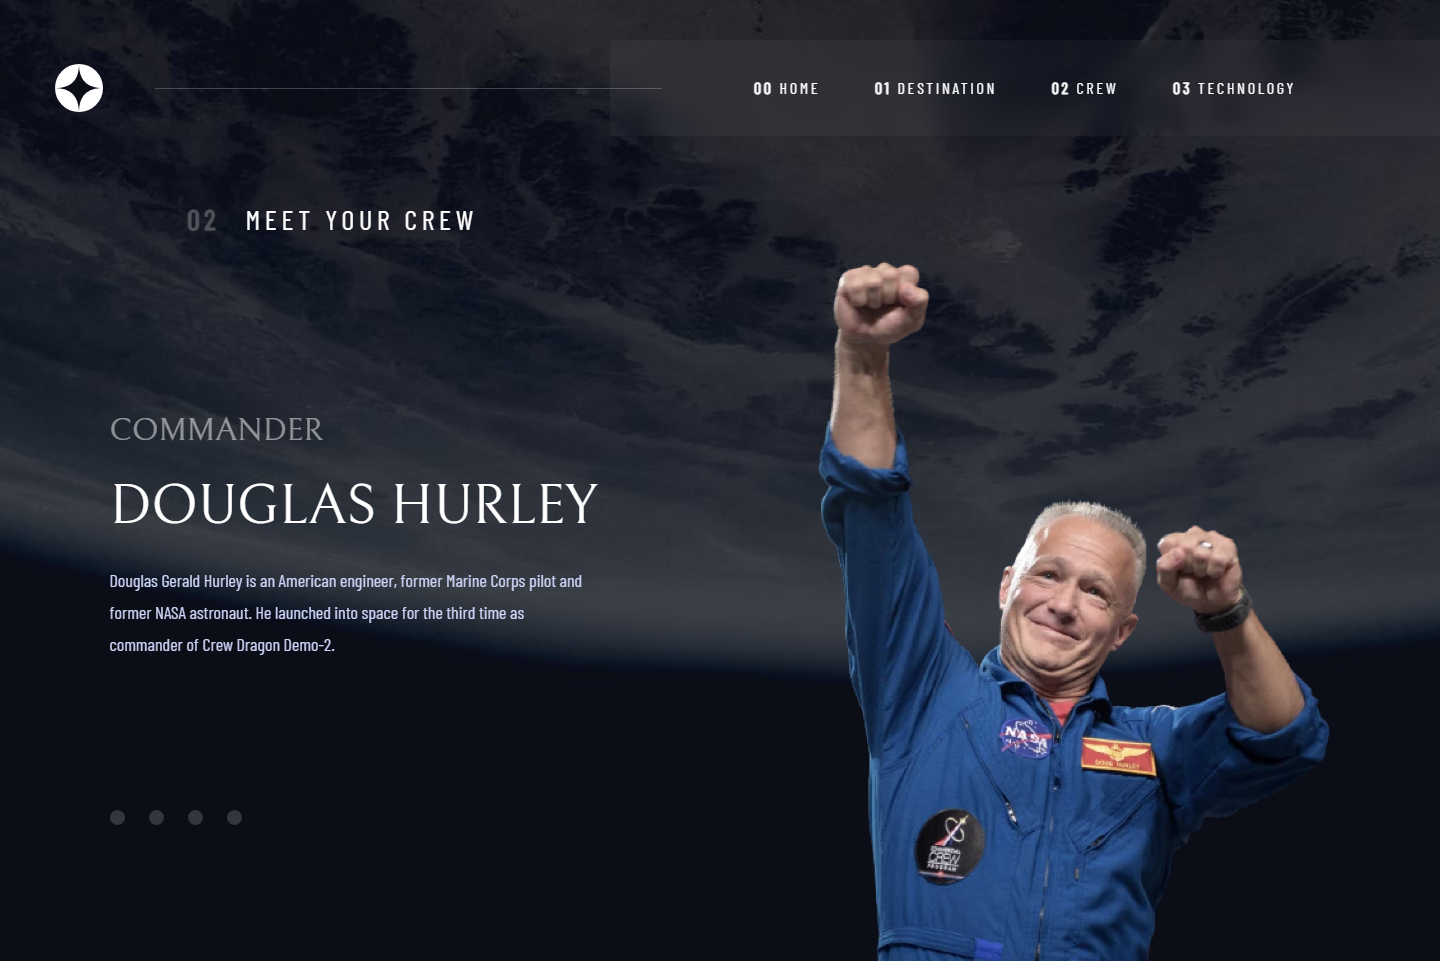 00 HOME
01 DESTINATION
02 CREW
03 TECHNOLOGY
02 MEET YOUR CREW
COMMANDER
DOUGLAS HURLEY
Douglas Gerald Hurley is an American engineer, former Marine Corps pilot and
former NASA astronaut. He launched into space for the third time as
commander of Crew Dragon Demo-2.
NASA
DOUG HURLEY
COMMERCIAL
CREW
PROGRAM